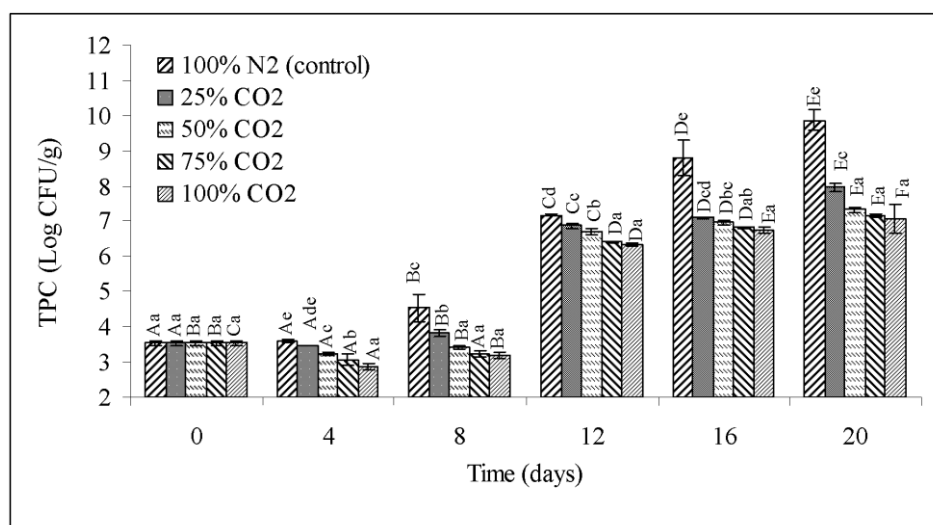 12
11
10
9
8
7
6
5
4
3
2
TPC (Log CFU/g)
100% N2 (control)
25% CO2
50% CO2
75% CO2
100% CO2
Aa Aa Ba Ba Ca
Ae Ade Ac Ab Aa
Bc Bb Ba Aa Ba
Cd Cc Cb Da Da
De Dcd Dbc Dab Ea
Ee Ec Ea Ea Fa
0 4 8 12 16 20
Time (days)